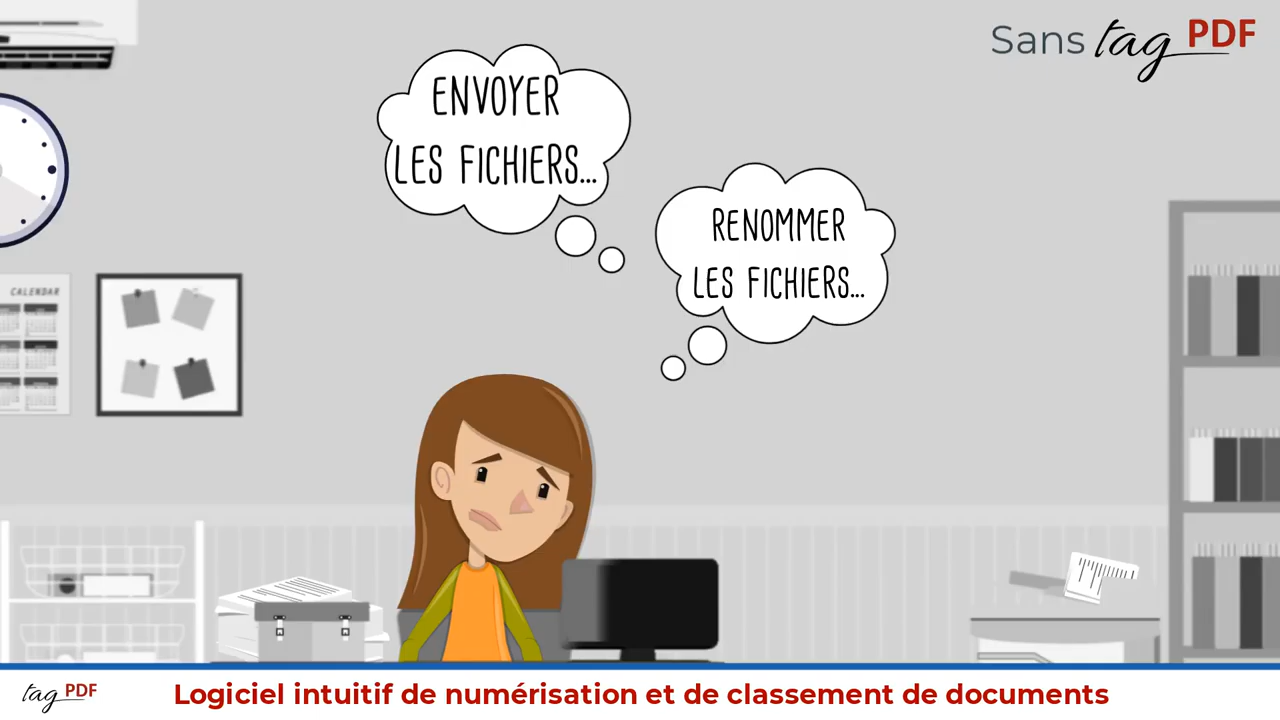 Sans tag PDF
ENVOYER
LES FICHIERS...
RENOMMER
LES FICHIERS...
CALENDAR
tag PDF
Logiciel intuitif de numérisation et de classement de documents